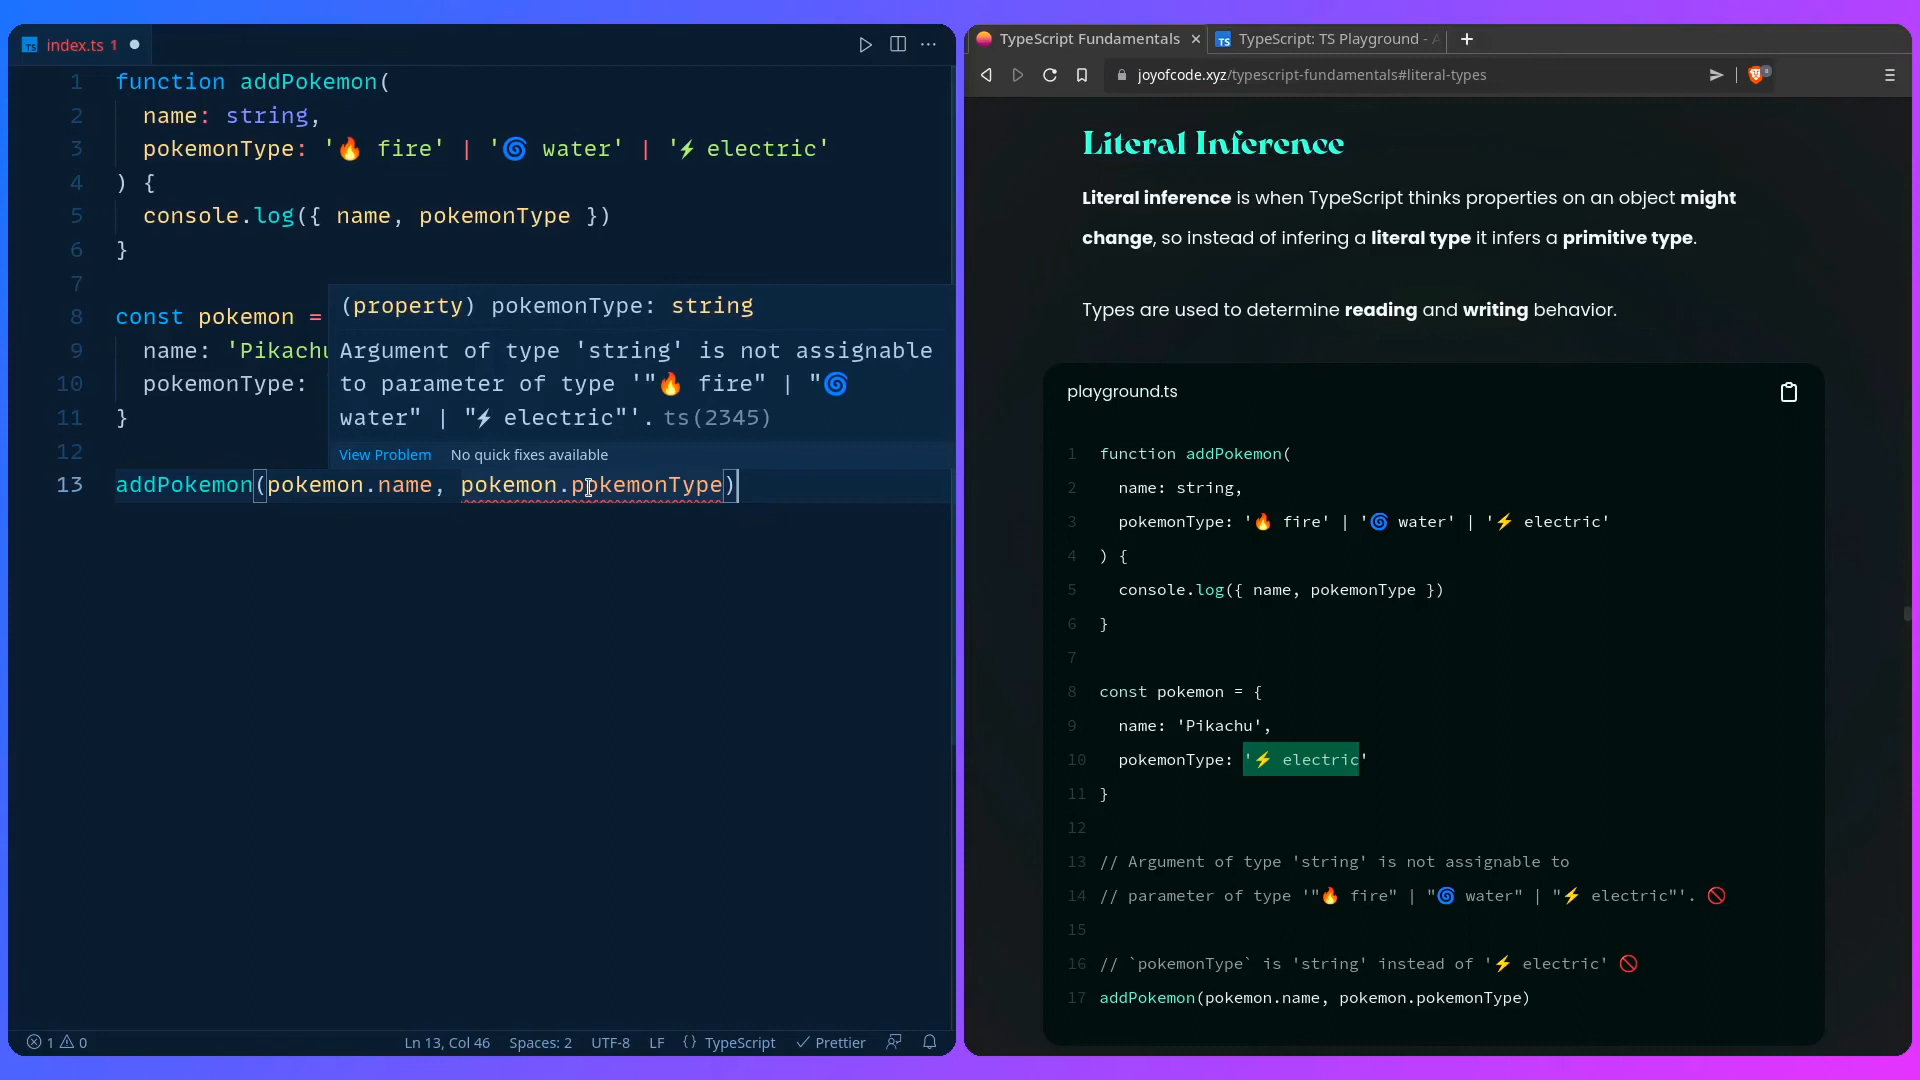 index.ts 1
1 function addPokemon(
2 name: string,
3 pokemonType: '🔥 fire' | '🌀 water' | '⚡ electric'
4 ) {
5 console.log({ name, pokemonType })
6 }
7
8 const pokemon =
9 name: 'Pikachu
10 pokemonType:
11 }
12
13 addPokemon(pokemon.name, pokemon.pokemonType)
(property) pokemonType: string
Argument of type 'string' is not assignable
to parameter of type '"🔥 fire" | "🌀
water" | "⚡ electric"'. ts(2345)
View Problem No quick fixes available
1 0 Ln 13, Col 46 Spaces: 2 UTF-8 LF {} TypeScript Prettier
TypeScript Fundamentals
TS TypeScript: TS Playground -
joyofcode.xyz/typescript-fundamentals#literal-types
Literal Inference
Literal inference is when TypeScript thinks properties on an object might
change, so instead of infering a literal type it infers a primitive type.
Types are used to determine reading and writing behavior.
playground.ts
1 function addPokemon(
2 name: string,
3 pokemonType: '🔥 fire' | '🌀 water' | '⚡ electric'
4 ) {
5 console.log({ name, pokemonType })
6 }
7
8 const pokemon = {
9 name: 'Pikachu',
10 pokemonType: '⚡ electric'
11 }
12
13 // Argument of type 'string' is not assignable to
14 // parameter of type '"🔥 fire" | "🌀 water" | "⚡ electric"'. 🚫
15
16 // `pokemonType` is 'string' instead of '⚡ electric' 🚫
17 addPokemon(pokemon.name, pokemon.pokemonType)